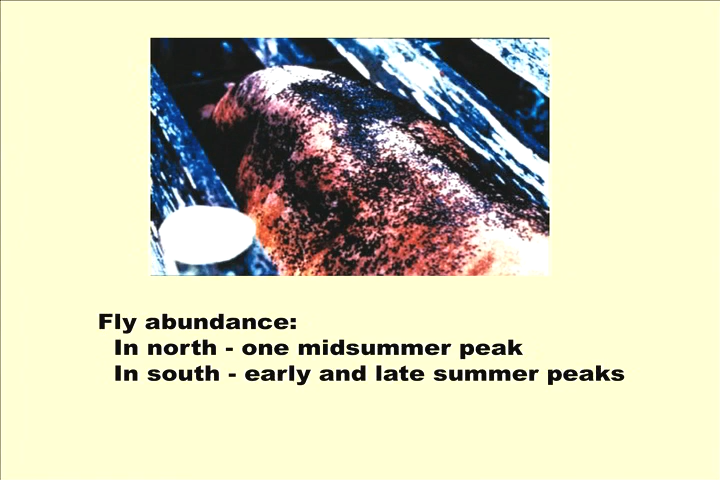 Fly abundance:
In north - one midsummer peak
In south - early and late summer peaks